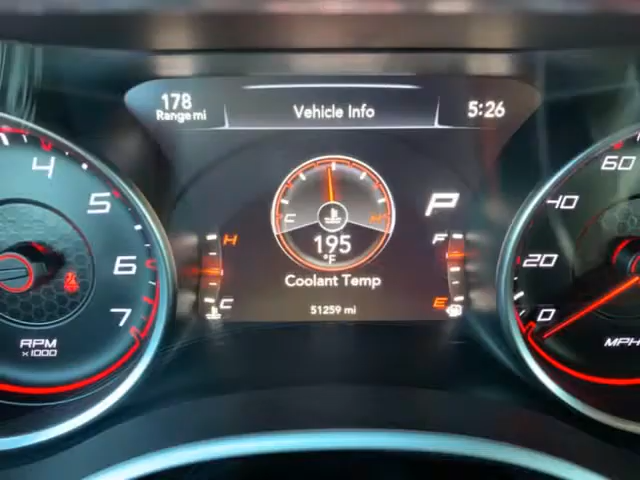 178
Range mi
Vehicle Info
5:26
4
5
6
7
RPM
x1000
H
C
C
195
°F
Coolant Temp
51259 mi
P
F
E
60
40
20
0
MPH